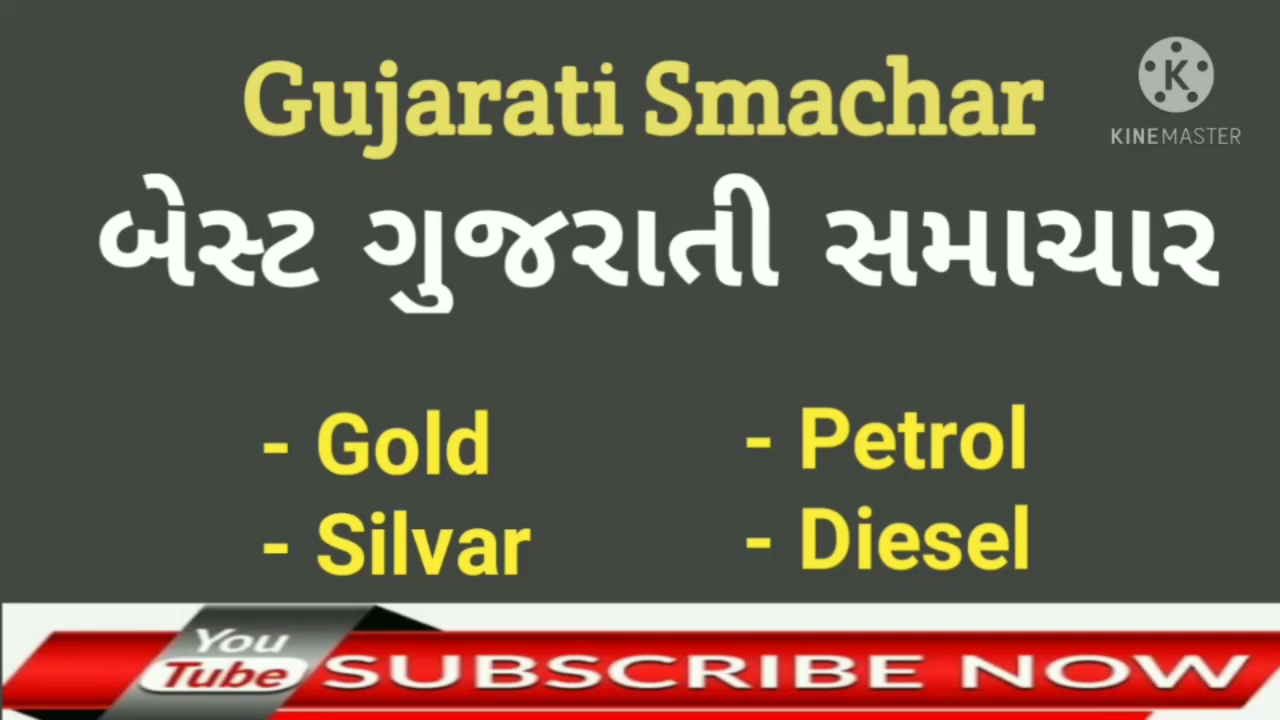 Gujarati Smachar
KINEMASTER
બેસ્ટ ગુજરાતી સમાચાર
- Gold
- Petrol
- Silvar
- Diesel
You
Tube
SUBSCRIBE NOW